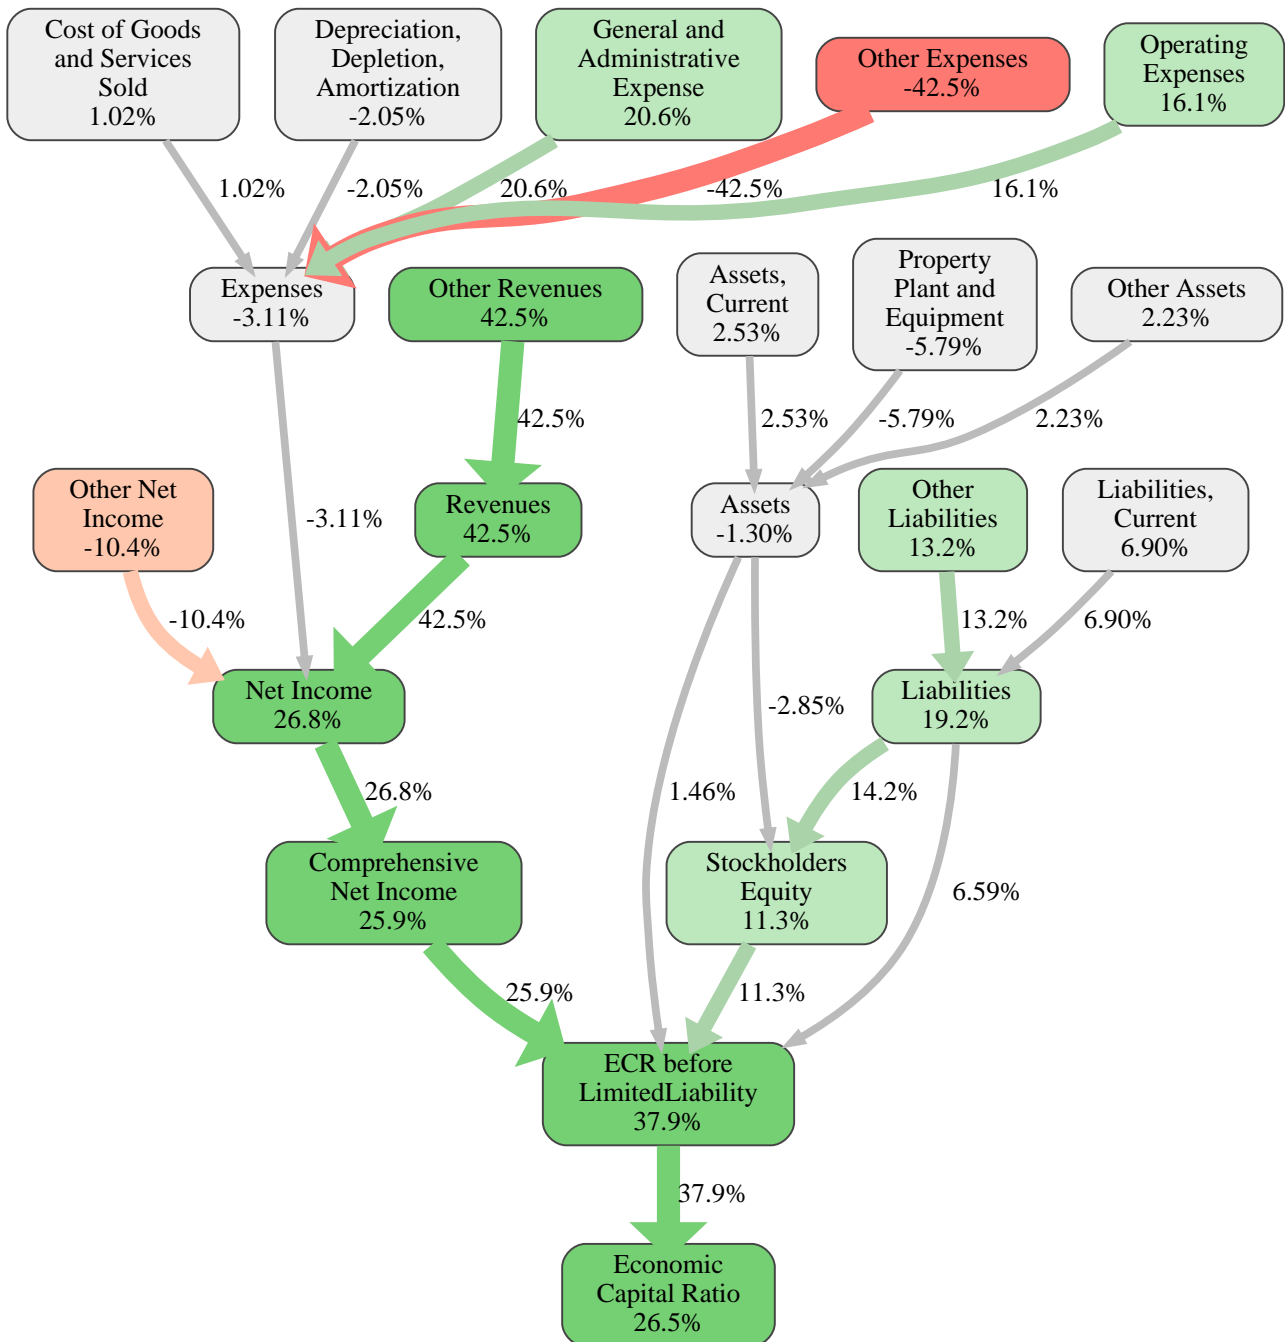 Cost of Goods
and Services
Sold
1.02%
Depreciation,
Depletion,
Amortization
-2.05%
General and
Administrative
Expense
20.6%
Other Expenses
-42.5%
Operating
Expenses
16.1%
1.02%
-2.05%
20.6%
-42.5%
16.1%
Expenses
-3.11%
Other Revenues
42.5%
Assets,
Current
2.53%
Property
Plant and
Equipment
-5.79%
Other Assets
2.23%
42.5%
2.53%
-5.79%
2.23%
Other Net
Income
-10.4%
-3.11%
Revenues
42.5%
Assets
-1.30%
Other
Liabilities
13.2%
Liabilities,
Current
6.90%
-10.4%
42.5%
13.2%
6.90%
Net Income
26.8%
-2.85%
Liabilities
19.2%
26.8%
1.46%
14.2%
Comprehensive
Net Income
25.9%
Stockholders
Equity
11.3%
6.59%
25.9%
11.3%
ECR before
LimitedLiability
37.9%
37.9%
Economic
Capital Ratio
26.5%